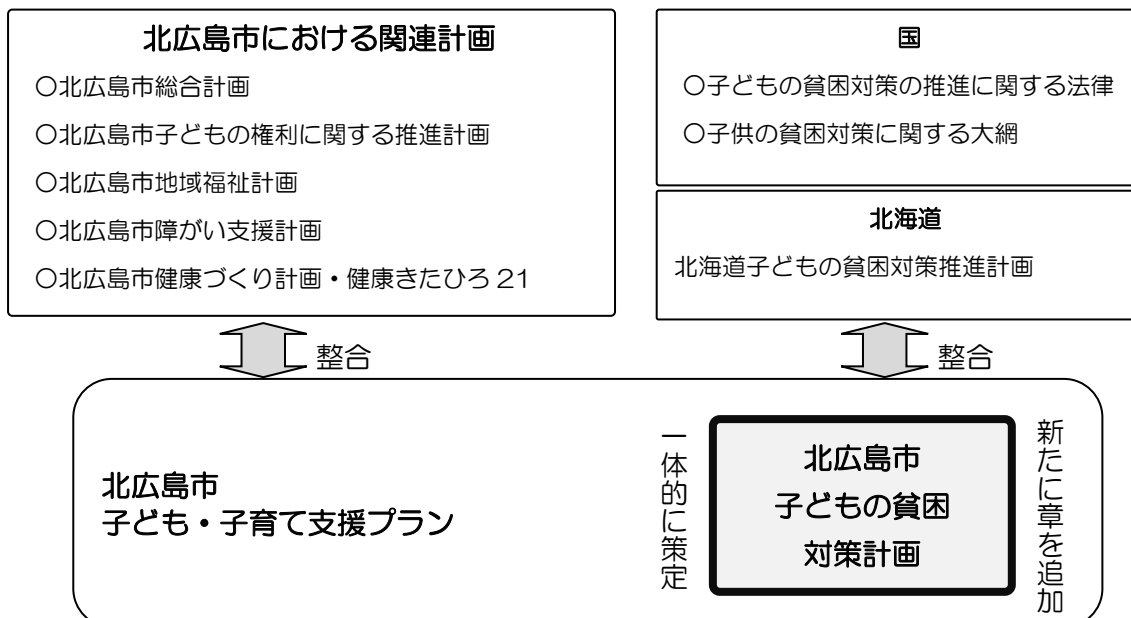 北広島市における関連計画
○北広島市総合計画
○北広島市子どもの権利に関する推進計画
○北広島市地域福祉計画
○北広島市障がい支援計画
○北広島市健康づくり計画・健康きたひろ 21
国
○子どもの貧困対策の推進に関する法律
○子供の貧困対策に関する大綱
北海道
北海道子どもの貧困対策推進計画
整合
整合
北広島市
子ども・子育て支援プラン
一体的に策定
北広島市
子どもの貧困
対策計画
新たに章を追加